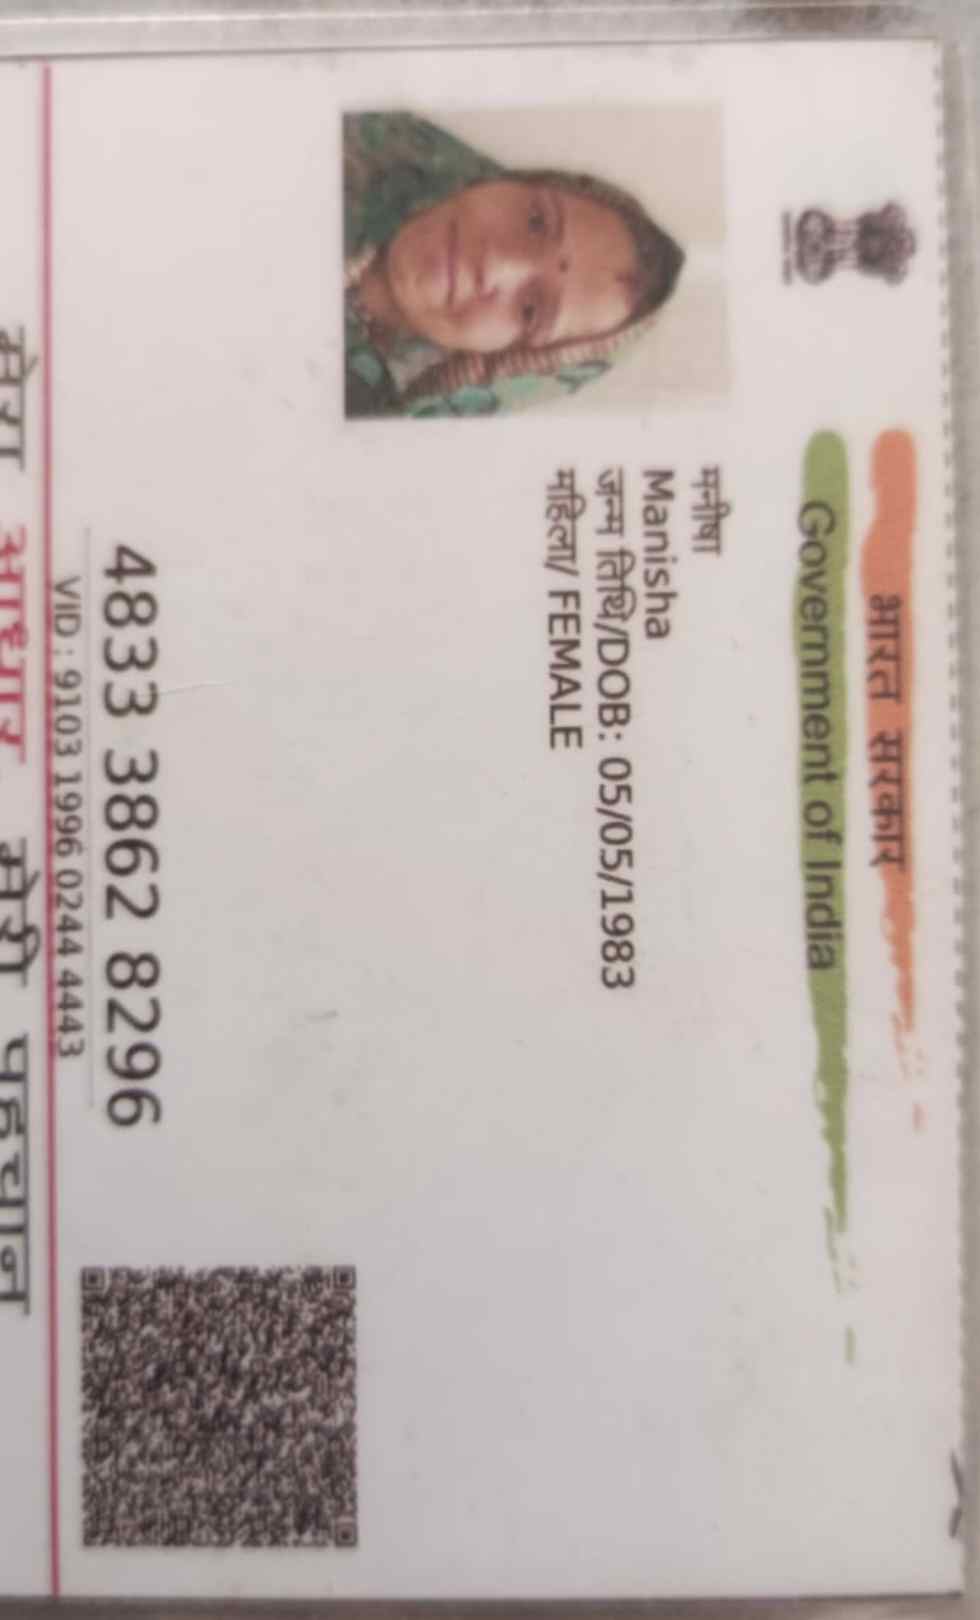 भारत सरकार
Government of India
मनीषा
Manisha
जन्म तिथि/DOB: 05/05/1983
महिला/ FEMALE
4833 3862 8296
VID : 9103 1996 0244 4443
मेरा आधार, मेरी पहचान